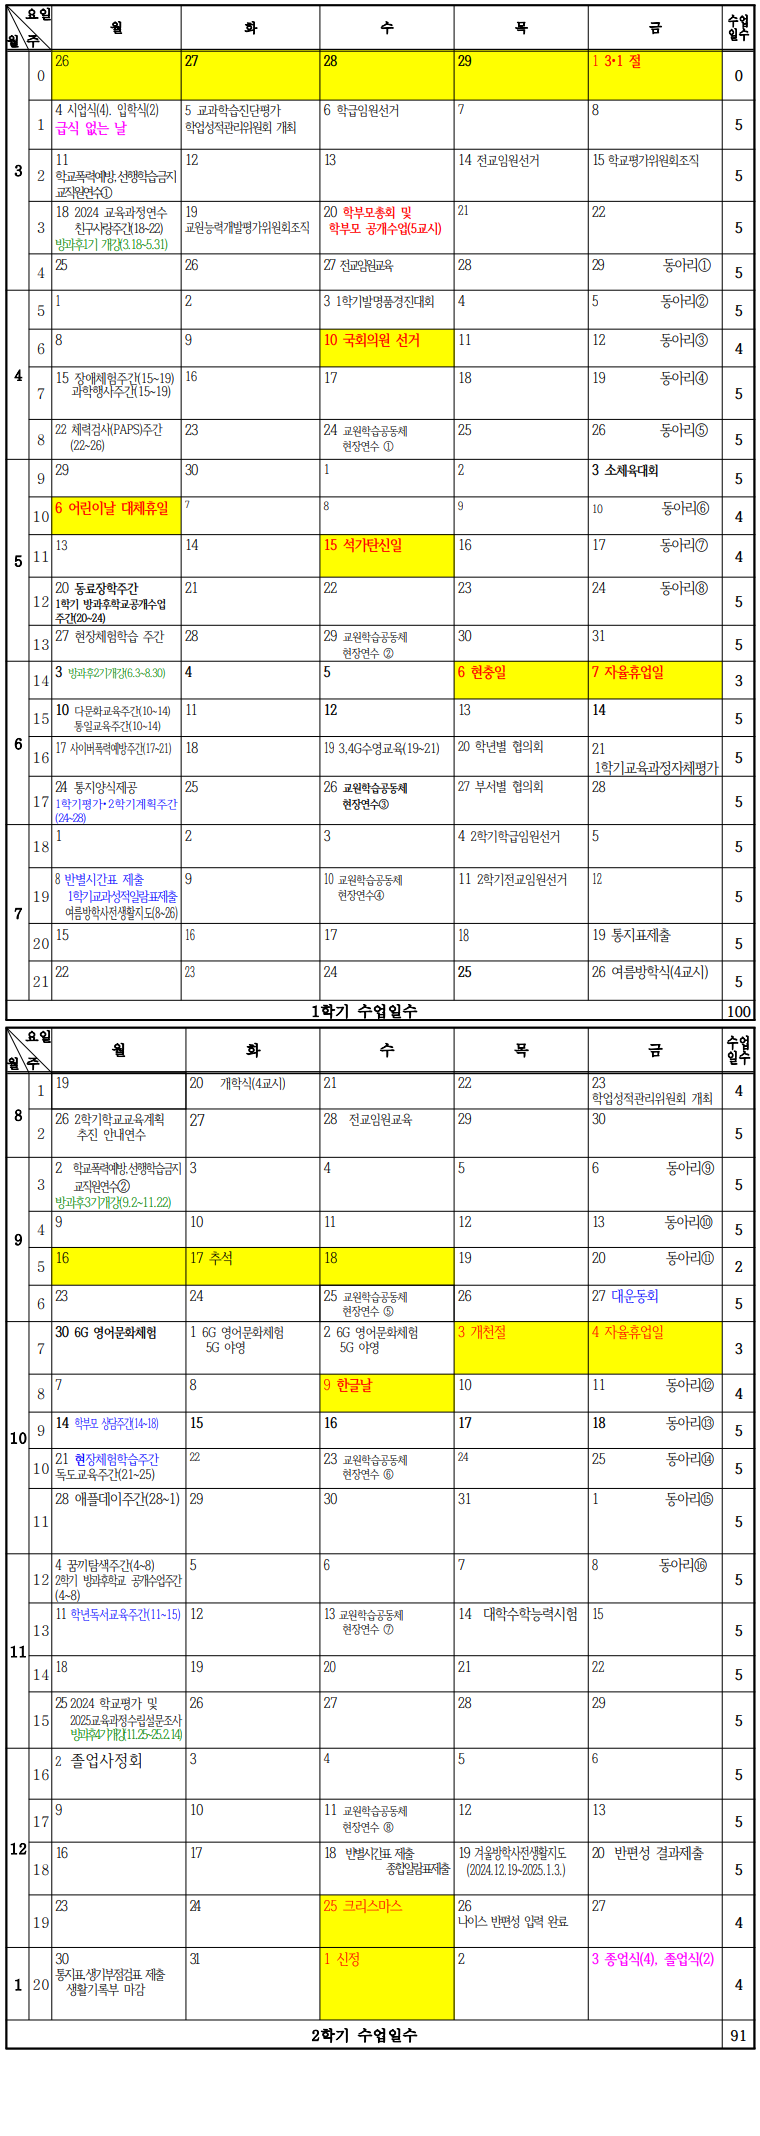 요일
월 주
월 화 수 목 금 수업
일수
0 26 27 28 29 1 3·1 절 0
1 4 시업식(4), 입학식(2) 5 교과학습진단평가 6 학급임원선거 7 8 5
급식 없는 날 학업성적관리위원회 개최
3 2 11 12 13 14 전교임원선거 15 학교평가위원회조직 5
학교폭력예방, 선행학습금지
교직원연수①
3 18 2024 교육과정연수 19 20 학부모총회 및 21 22 5
친구사랑주간(18~22) 교원능력개발평가위원회조직 학부모 공개수업(5교시)
방과후1기 개강(3.18~5.31)
4 25 26 27 전교임원교육 28 29 동아리① 5
5 1 2 3 1학기발명품경진대회 4 5 동아리② 5
6 8 9 10 국회의원 선거 11 12 동아리③ 4
4 7 15 장애체험주간(15~19) 16 17 18 19 동아리④ 5
과학행사주간(15~19)
8 22 체력검사(PAPS)주간 23 24 교원학습공동체 25 26 동아리⑤ 5
(22~26) 현장연수 ①
9 29 30 1 2 3 소체육대회 5
10 6 어린이날 대체휴일 7 8 9 10 동아리⑥ 4
5 11 13 14 15 석가탄신일 16 17 동아리⑦ 4
12 20 동료장학주간 21 22 23 24 동아리⑧ 5
1학기 방과후학교공개수업
주간(20~24)
13 27 현장체험학습 주간 28 29 교원학습공동체 30 31 5
현장연수 ②
14 3 방과후2기개강(6.3~8.30) 4 5 6 현충일 7 자율휴업일 3
15 10 다문화교육주간(10~14) 11 12 13 14 5
통일교육주간(10~14)
6 16 17 사이버폭력예방주간(17~21) 18 19 3,4G수영교육(19~21) 20 학년별 협의회 21 5
1학기교육과정자체평가
17 24 통지양식제공 25 26 교원학습공동체 27 부서별 협의회 28 5
1학기평가·2학기계획주간 현장연수③
(24~28)
18 1 2 3 4 2학기학급임원선거 5 5
7 19 8 반별시간표 제출 9 10 교원학습공동체 11 2학기전교임원선거 12 5
1학기교과성적일람표제출 현장연수④
여름방학사전생활지도(8~26)
20 15 16 17 18 19 통지표제출 5
21 22 23 24 25 26 여름방학식(4교시) 5
1학기 수업일수 100
요일
월 주
월 화 수 목 금 수업
일수
8 1 19 20 개학식(4교시) 21 22 23 4
학업성적관리위원회 개최
2 26 2학기학교교육계획 27 28 전교임원교육 29 30 5
추진 안내연수
3 2 학교폭력예방, 선행학습금지 3 4 5 6 동아리⑨ 5
교직원연수②
방과후3기개강(9.2~11.22)
9 4 9 10 11 12 13 동아리⑩ 5
5 16 17 추석 18 19 20 동아리⑪ 2
6 23 24 25 교원학습공동체 26 27 대운동회 5
현장연수 ⑤
7 30 6G 영어문화체험 1 6G 영어문화체험 2 6G 영어문화체험 3 개천절 4 자율휴업일 3
5G 야영 5G 야영
8 7 8 9 한글날 10 11 동아리⑫ 4
10 9 14 학부모 상담주간(14~18) 15 16 17 18 동아리⑬ 5
10 21 현장체험학습주간 22 23 교원학습공동체 24 25 동아리⑭ 5
독도교육주간(21~25) 현장연수 ⑥
11 28 애플데이주간(28~1) 29 30 31 1 동아리⑮ 5
12 4 꿈끼탐색주간(4~8) 5 6 7 8 동아리⑯ 5
2학기 방과후학교 공개수업주간
(4~8)
11 13 11 학년독서교육주간(11~15) 12 13 교원학습공동체 14 대학수학능력시험 15 5
현장연수 ⑦
14 18 19 20 21 22 5
15 25 2024 학교평가 및 26 27 28 29 5
2025교육과정수립설문조사
방과후4기개강(11.25~25.2.14)
16 2 졸업사정회 3 4 5 6 5
17 9 10 11 교원학습공동체 12 13 5
현장연수 ⑧
12 18 16 17 18 반별시간표 제출 19 겨울방학사전생활지도 20 반편성 결과제출 5
종합일람표제출 (2024.12.19~2025.1.3.)
19 23 24 25 크리스마스 26 27 4
나이스 반편성 입력 완료
1 20 30 31 1 신정 2 3 종업식(4), 졸업식(2) 4
통지표,생기부점검표 제출
생활기록부 마감
2학기 수업일수 91